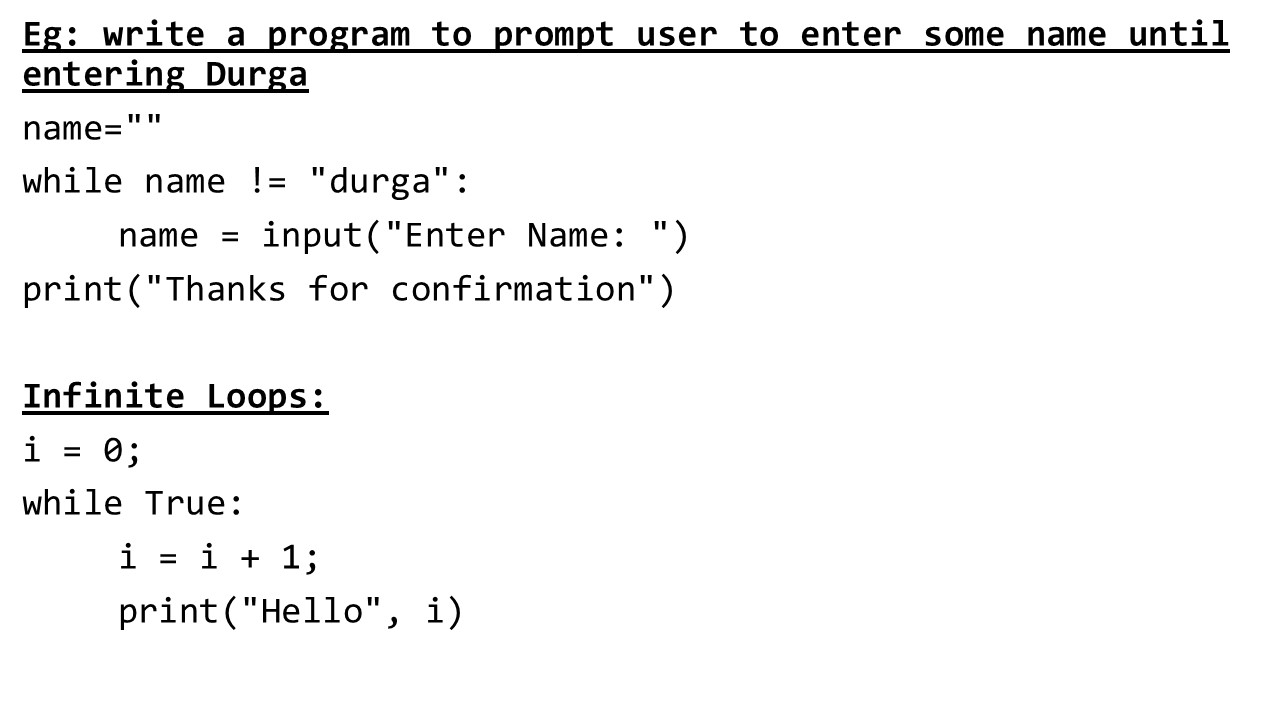 Eg: write a program to prompt user to enter some name until
entering Durga
name=""
while name != "durga":
name = input("Enter Name: ")
print("Thanks for confirmation")
Infinite Loops:
i = 0;
while True:
i = i + 1;
print("Hello", i)